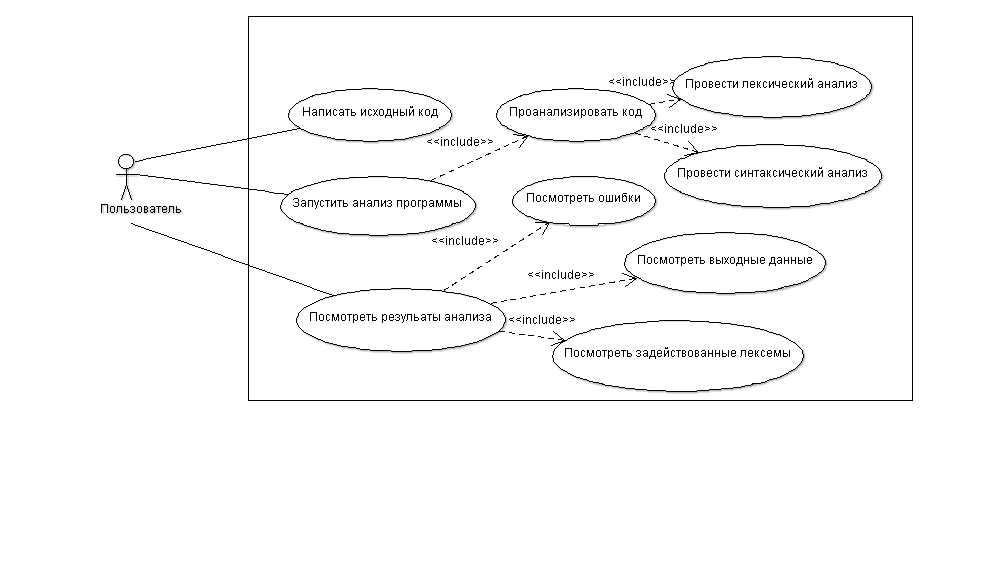 <<include>>
Провести лексический анализ
Написать исходный код
Проанализировать код
<<include>>
<<include>>
Провести синтаксический анализ
Пользователь
Запустить анализ программы
Посмотреть ошибки
<<include>>
Посмотреть выходные данные
<<include>>
Посмотреть резульаты анализа
<<include>>
Посмотреть задействованные лексемы